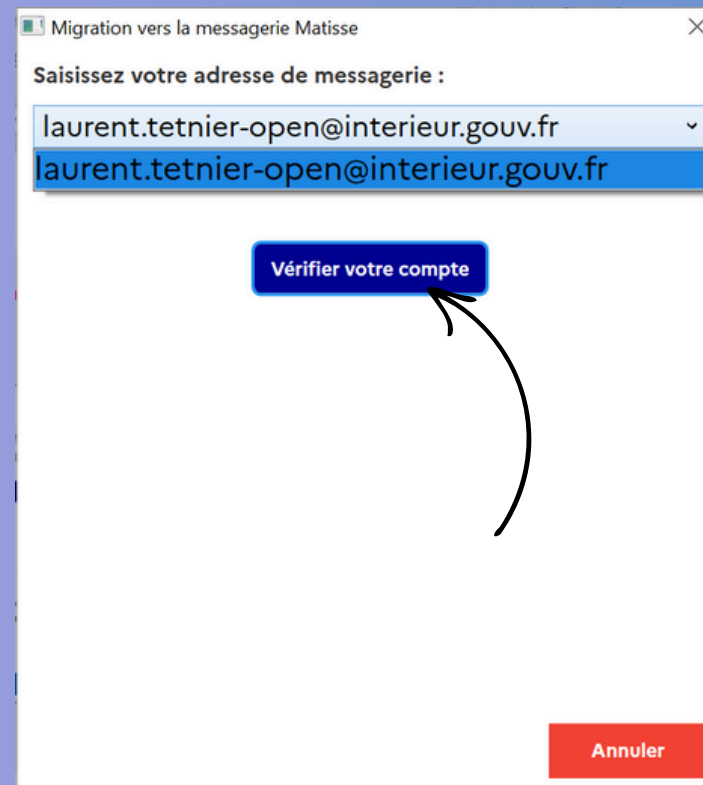 Migration vers la messagerie Matisse
Saisissez votre adresse de messagerie :
laurent.tetnier-open@interieur.gouv.fr
laurent.tetnier-open@interieur.gouv.fr
Vérifier votre compte
Annuler